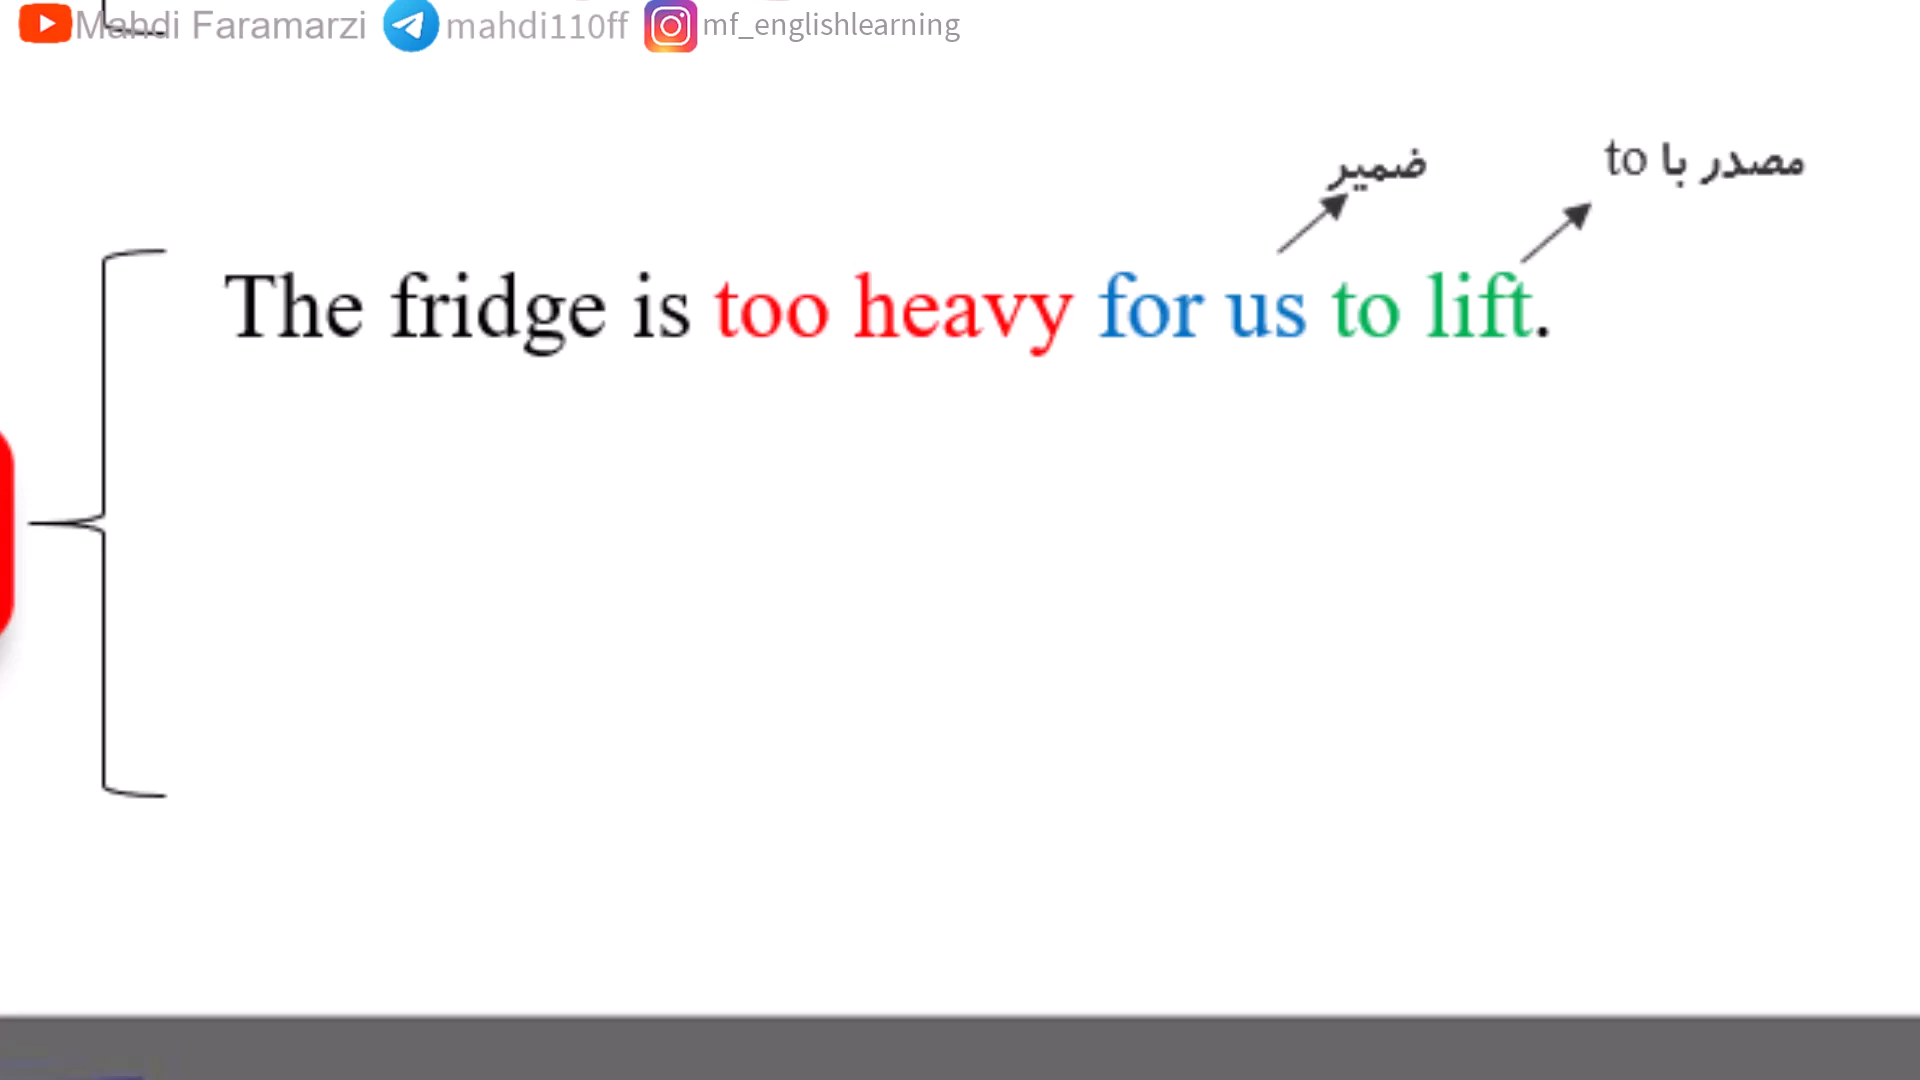 Mahdi Faramarzi mahdi110ff mf_englishlearning
ضمیر
مصدر با to
The fridge is too heavy for us to lift.